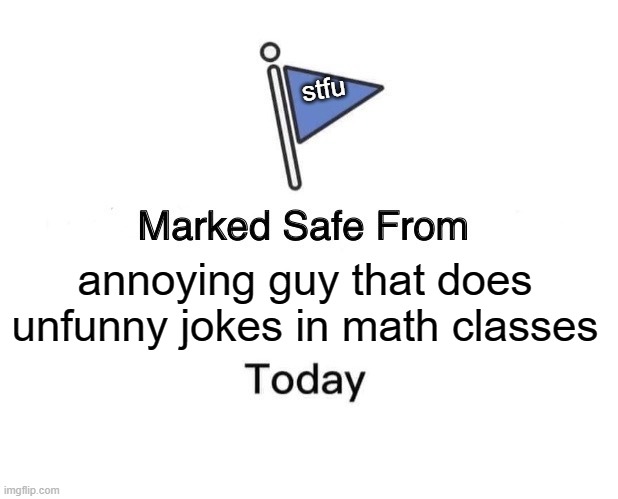 stfu
Marked Safe From
annoying guy that does
unfunny jokes in math classes
Today
imgflip.com